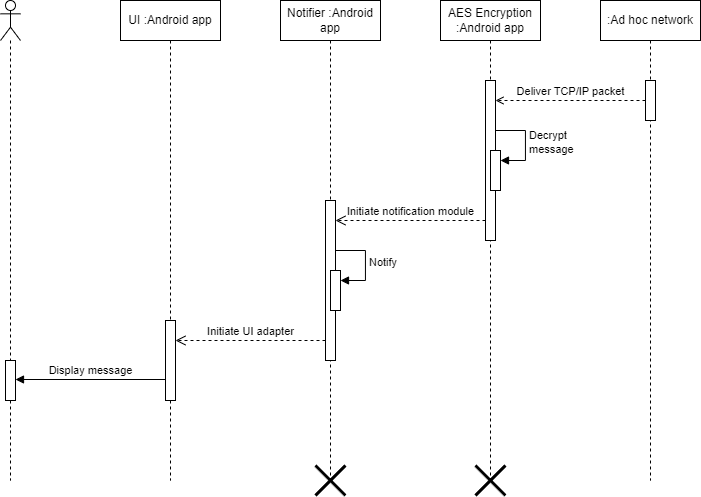 UI :Android app
Notifier :Android
app
AES Encryption
:Android app
:Ad hoc network
Deliver TCP/IP packet
Decrypt
message
Initiate notification module
Notify
Initiate UI adapter
Display message